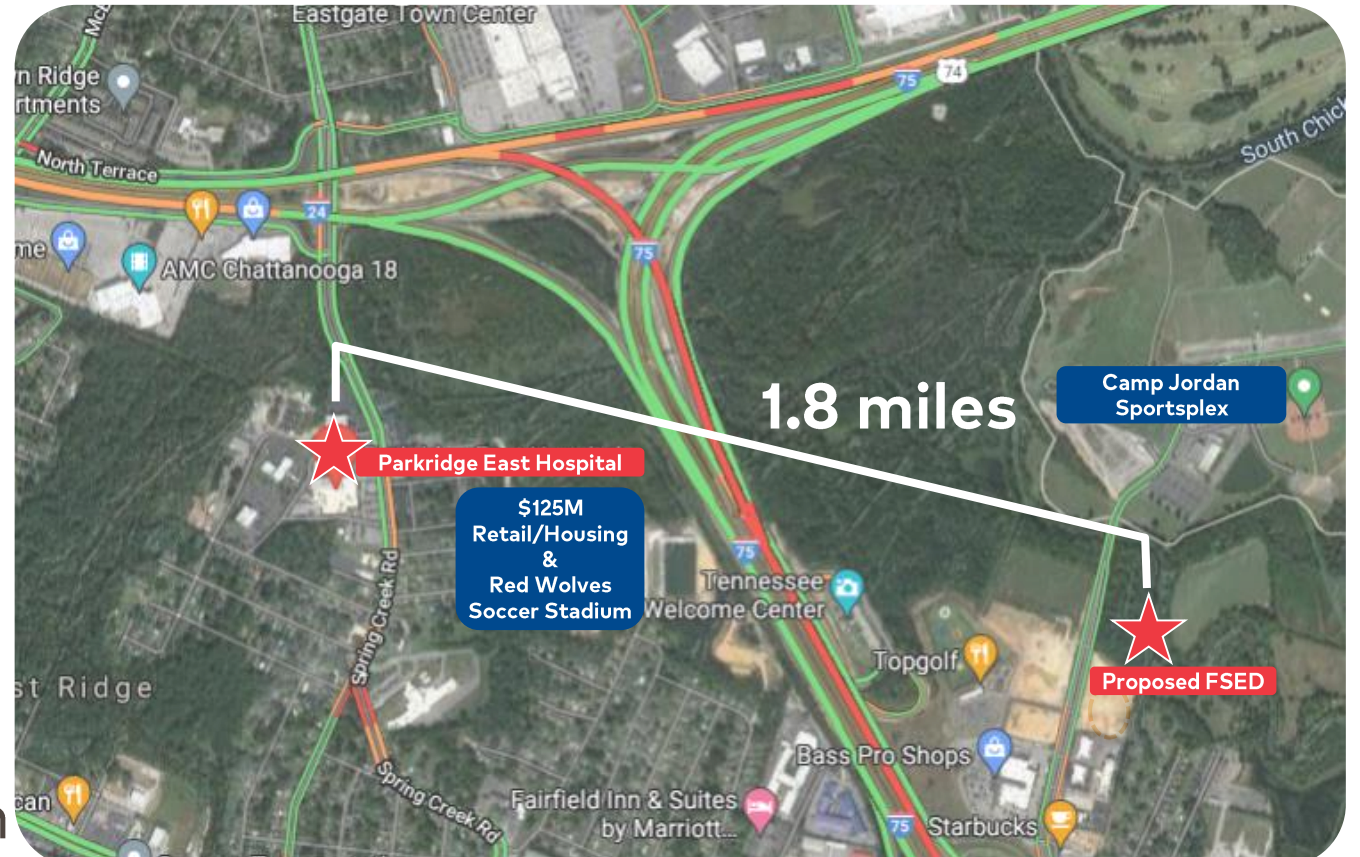 Eastgate Town Center
McB
n Ridge
rtments
North Terrace
75
74
South Chick
24
75
me
AMC Chattanooga 18
1.8 miles
Camp Jordan
Sportsplex
Parkridge East Hospital
$125M
Retail/Housing
&
Red Wolves
Soccer Stadium
75
Tennessee
Welcome Center
Spring Creek Rd
Topgolf
Proposed FSED
st Ridge
Bass Pro Shops
Spring Creek Rd
can
Fairfield Inn & Suites
by Marriott...
75
Starbucks